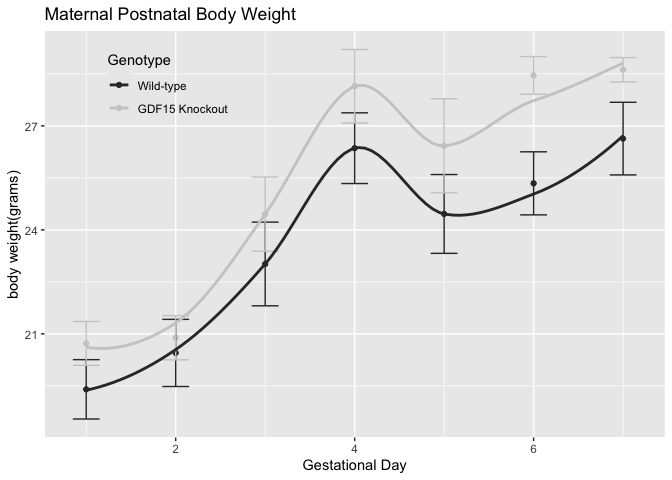 Maternal Postnatal Body Weight
Genotype
Wild-type
GDF15 Knockout
27
24
21
body weight(grams)
2
4
6
Gestational Day